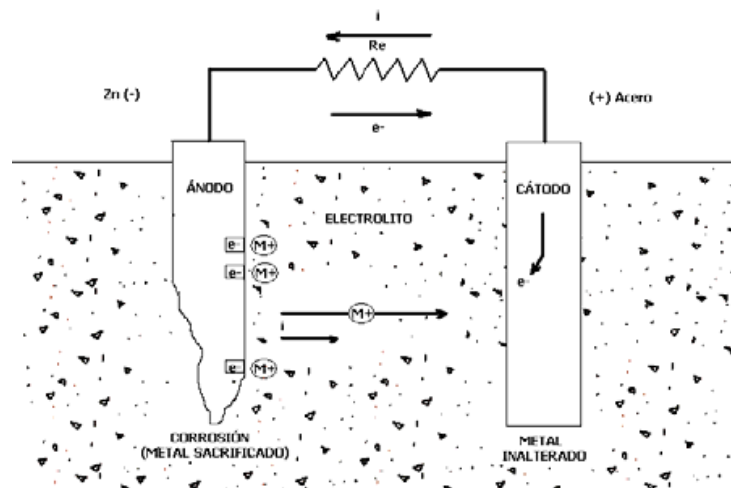 i
Re
Zn (-)
(+) Acero
e-
ÁNODO
CÁTODO
ELECTROLITO
e- M+
e- M+
e-
M+
i
e- M+
CORROSIÓN
(METAL SACRIFICADO)
METAL
INALTERADO